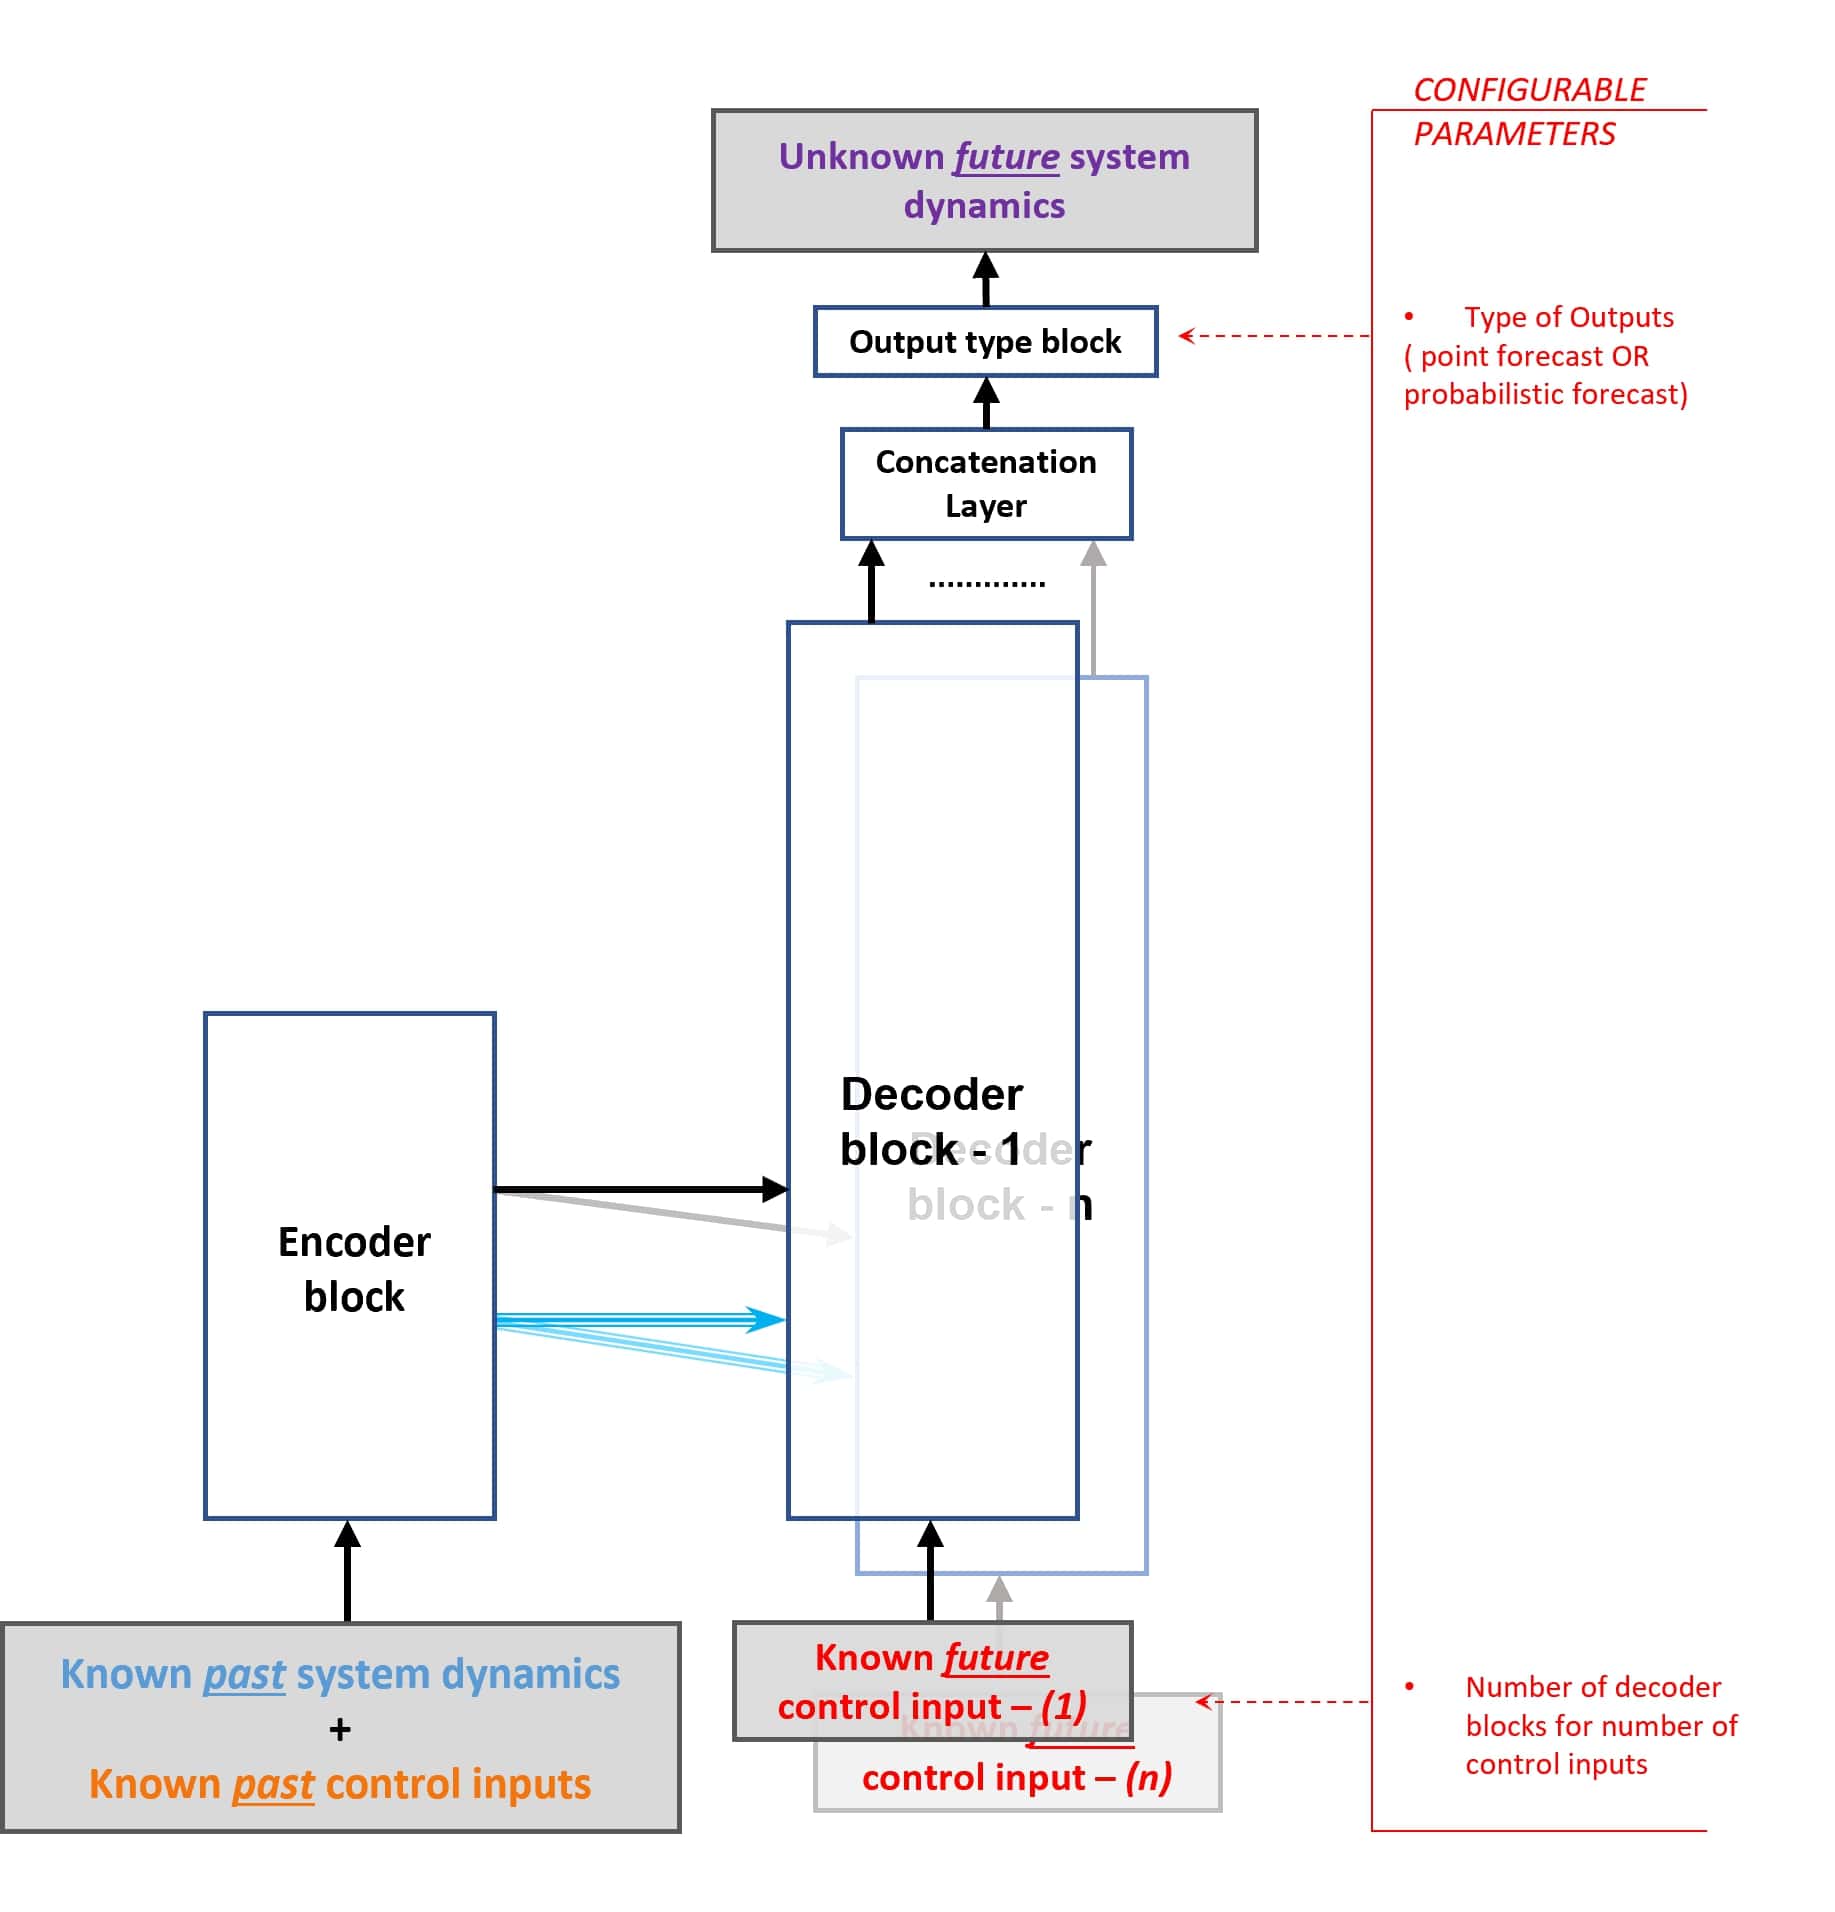 CONFIGURABLE
PARAMETERS
Unknown future system
dynamics
Output type block
• Type of Outputs
( point forecast OR
probabilistic forecast)
Concatenation
Layer
.............
Decoder
block - 1
Decoder
block - n
Encoder
block
Known past system dynamics
+
Known past control inputs
Known future
control input – (1)
Known future
control input – (n)
• Number of decoder
blocks for number of
control inputs